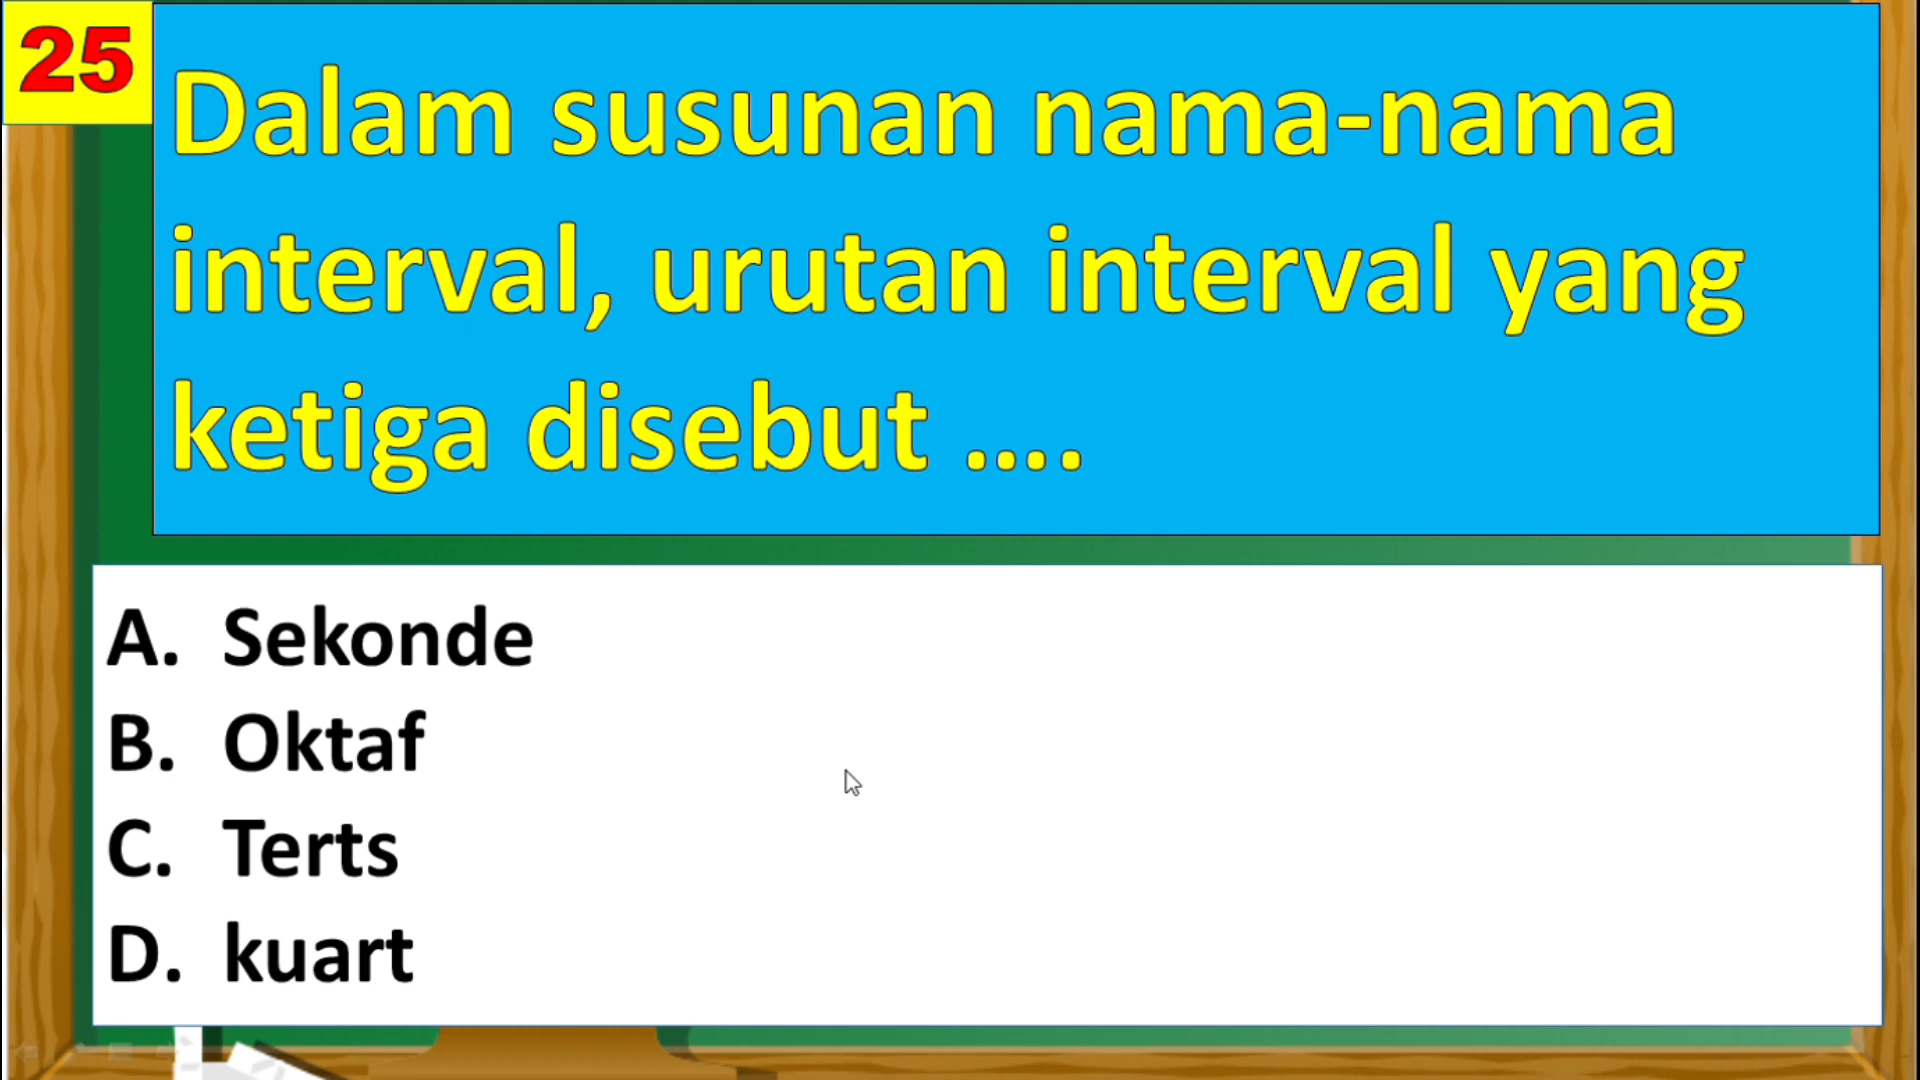 25
Dalam susunan nama-nama
interval, urutan interval yang
ketiga disebut ....
A. Sekonde
B. Oktaf
C. Terts
D. kuart